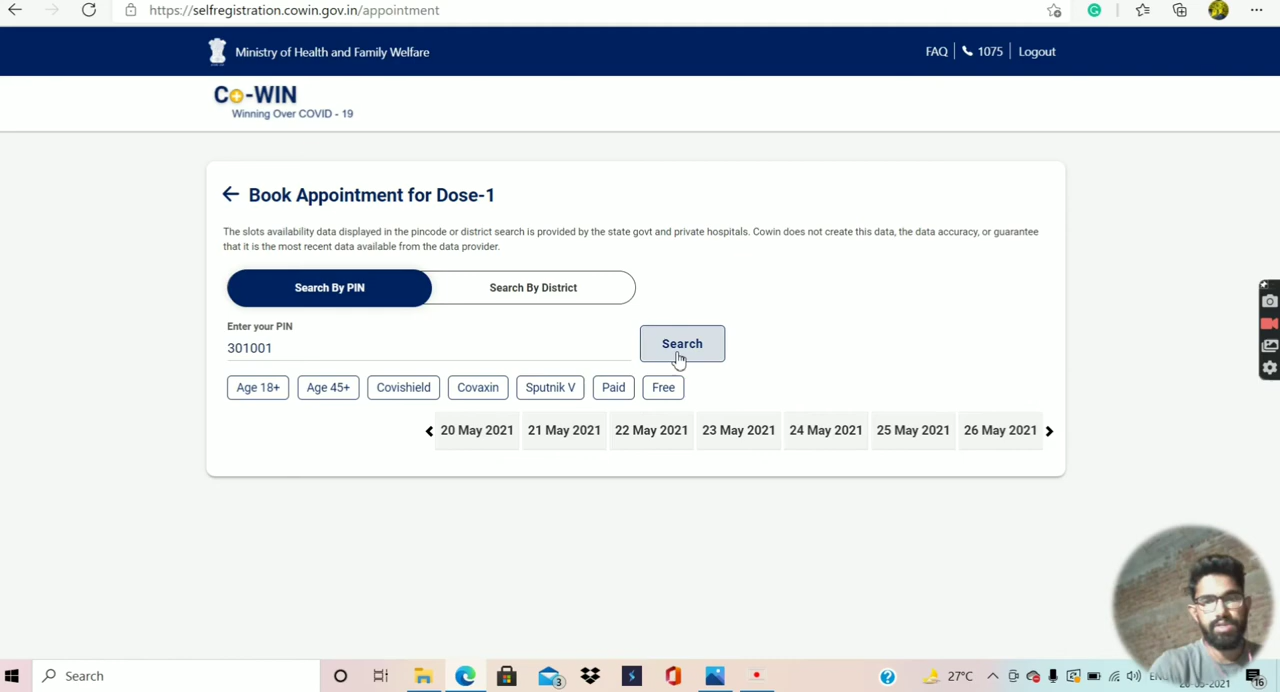 https://selfregistration.cowin.gov.in/appointment
Ministry of Health and Family Welfare
FAQ 1075 Logout
Co-WIN
Winning Over COVID - 19
Book Appointment for Dose-1
The slots availability data displayed in the pincode or district search is provided by the state govt and private hospitals. Cowin does not create this data, the data accuracy, or guarantee
that it is the most recent data available from the data provider.
Search By PIN Search By District
Enter your PIN
301001
Search
Age 18+ Age 45+ Covishield Covaxin Sputnik V Paid Free
20 May 2021 21 May 2021 22 May 2021 23 May 2021 24 May 2021 25 May 2021 26 May 2021
Search 3 27°C 16